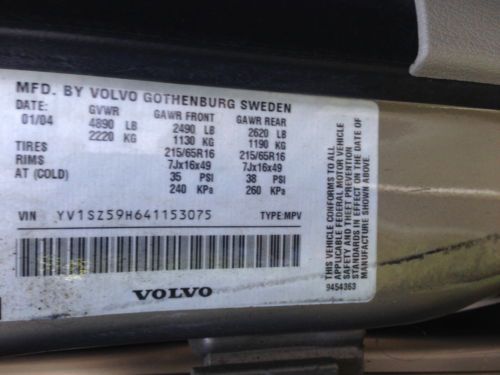 MFD. BY VOLVO GOTHENBURG SWEDEN
DATE: GVWR GAWR FRONT GAWR REAR
01/04 4890 LB 2490 LB 2620 LB
2220 KG 1130 KG 1190 KG
TIRES 215/65R16 215/65R16
RIMS 7Jx16x49 7Jx16x49
AT (COLD) 35 PSI 38 PSI
240 KPa 260 KPa
VIN YV1SZ59H641153075 TYPE:MPV
VOLVO
THIS VEHICLE CONFORMS TO ALL
APPLICABLE FEDERAL MOTOR VEHICLE
SAFETY AND THEFT PREVENTION
STANDARDS IN EFFECT ON THE DATE OF
MANUFACTURE SHOWN ABOVE.
9454363